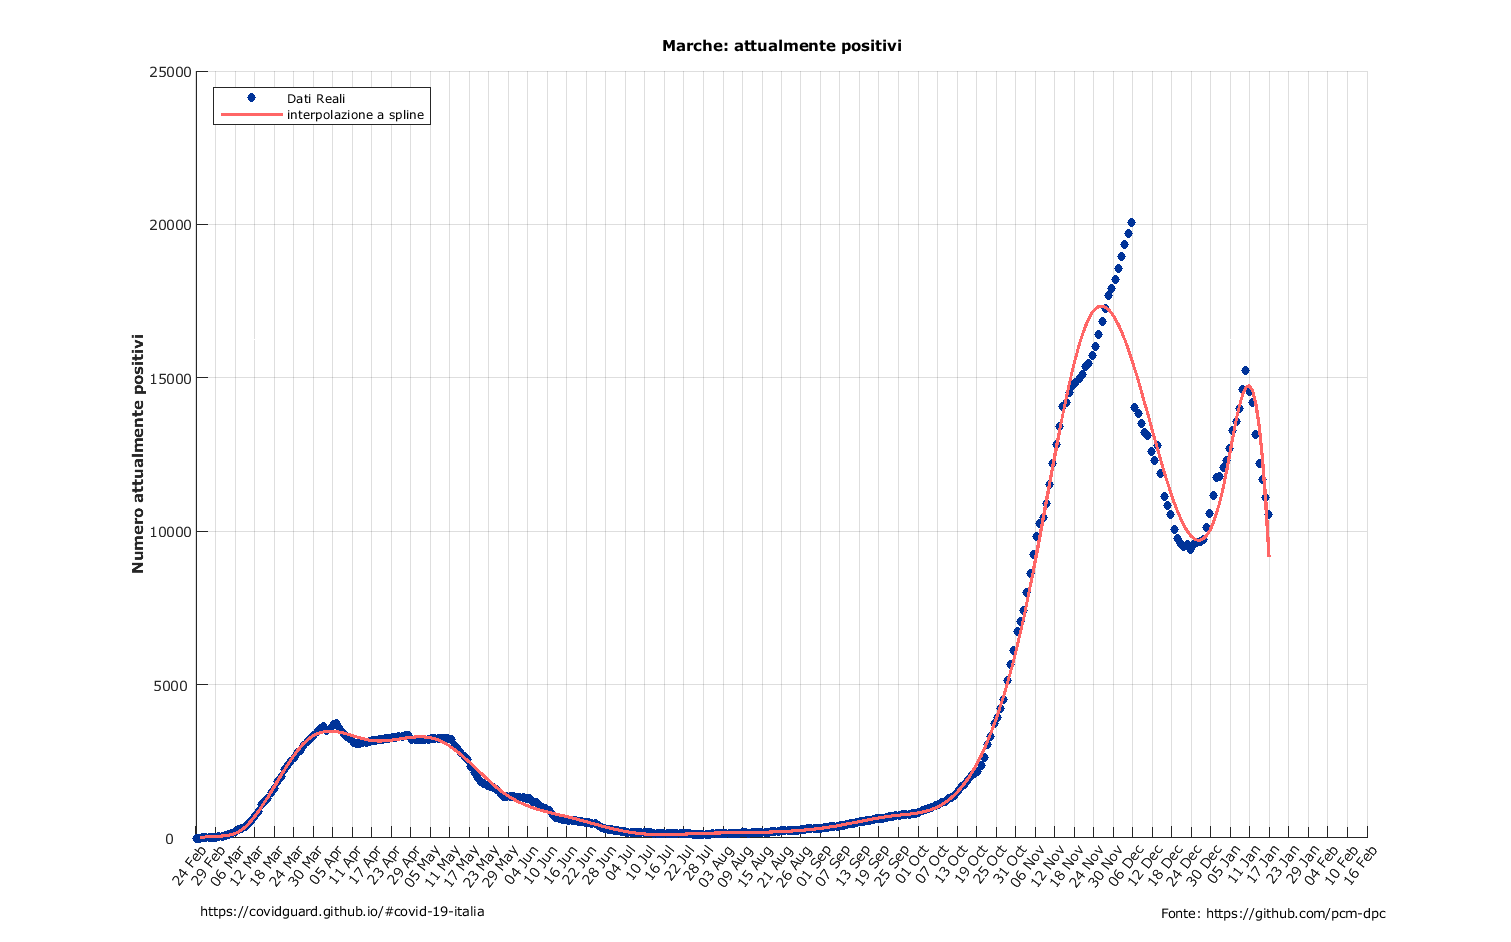 Marche: attualmente positivi
Dati Reali
interpolazione a spline
Numero attualmente positivi
25000
20000
15000
10000
5000
0
24 Feb
29 Feb
06 Mar
12 Mar
18 Mar
24 Mar
30 Mar
05 Apr
11 Apr
17 Apr
23 Apr
29 Apr
05 May
11 May
17 May
23 May
29 May
04 Jun
10 Jun
16 Jun
22 Jun
28 Jun
04 Jul
10 Jul
16 Jul
22 Jul
28 Jul
03 Aug
09 Aug
15 Aug
21 Aug
26 Aug
01 Sep
07 Sep
13 Sep
19 Sep
25 Sep
01 Oct
07 Oct
13 Oct
19 Oct
25 Oct
31 Oct
06 Nov
12 Nov
18 Nov
24 Nov
30 Nov
06 Dec
12 Dec
18 Dec
24 Dec
30 Dec
05 Jan
11 Jan
17 Jan
23 Jan
29 Jan
04 Feb
10 Feb
16 Feb
https://covidguard.github.io/#covid-19-italia
Fonte: https://github.com/pcm-dpc